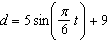 d = 5 sin(π/6 t) + 9